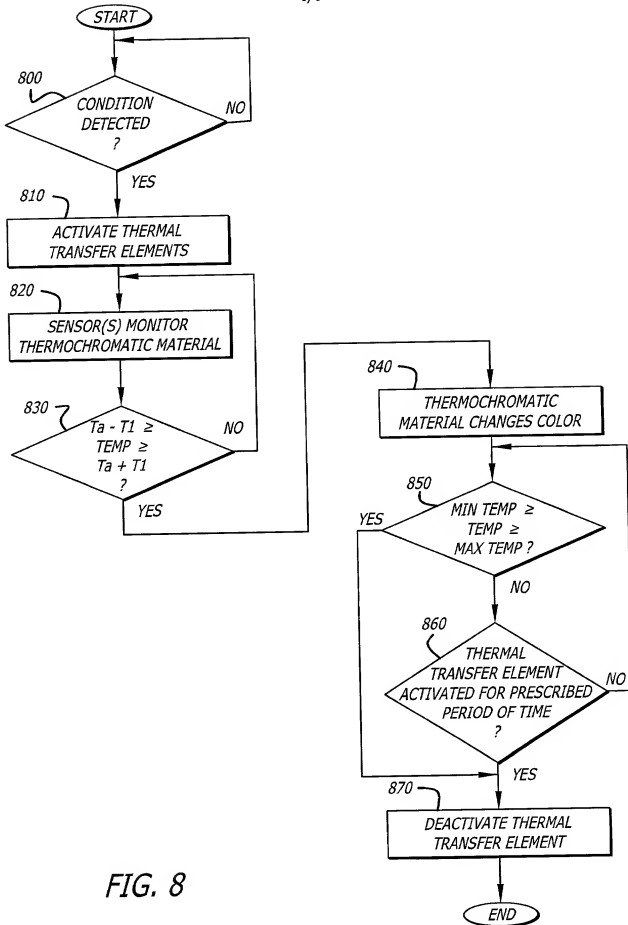 START
800
CONDITION
DETECTED
?
NO
YES
810
ACTIVATE THERMAL
TRANSFER ELEMENTS
820
SENSOR(S) MONITOR
THERMOCHROMATIC MATERIAL
830
Ta - T1 ≥
TEMP ≥
Ta + T1
?
NO
YES
840
THERMOCHROMATIC
MATERIAL CHANGES COLOR
850
YES
MIN TEMP ≥
TEMP ≥
MAX TEMP ?
NO
860
THERMAL
TRANSFER ELEMENT
ACTIVATED FOR PRESCRIBED
PERIOD OF TIME
?
NO
YES
870
DEACTIVATE THERMAL
TRANSFER ELEMENT
END
FIG. 8